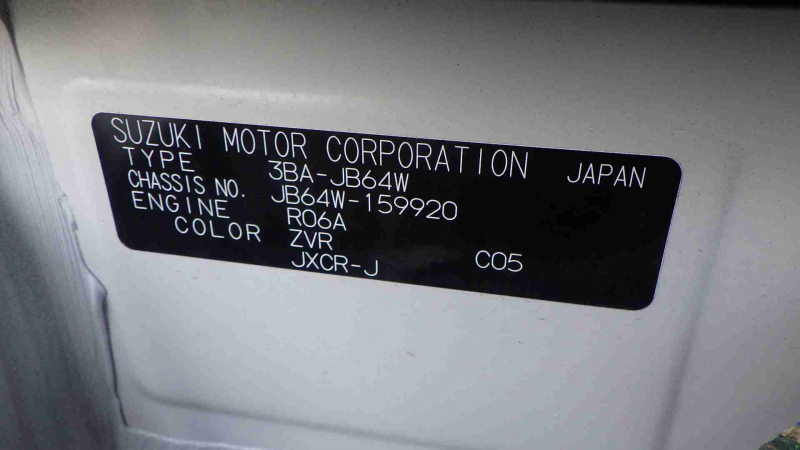 SUZUKI MOTOR CORPORATION JAPAN
TYPE 3BA-JB64W
CHASSIS NO. JB64W-159920
ENGINE R06A
COLOR ZVR
JXCR-J C05